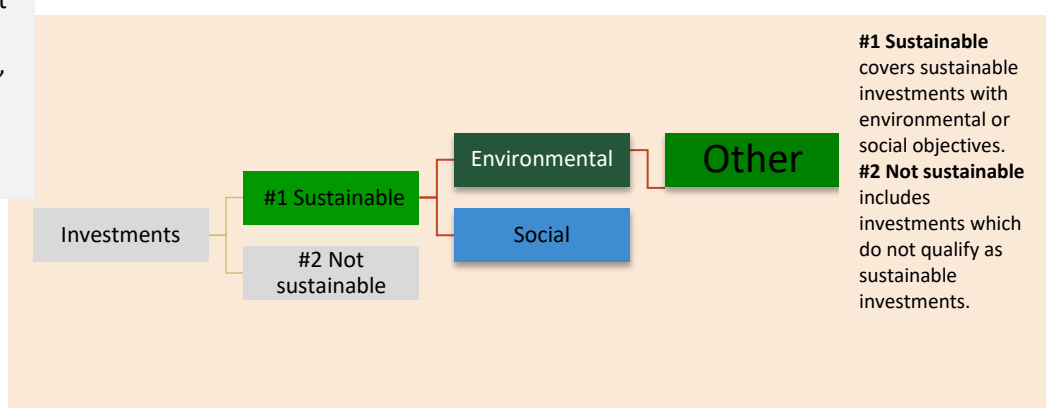 Investments
#1 Sustainable
#2 Not
sustainable
Environmental
Social
Other
#1 Sustainable
covers sustainable
investments with
environmental or
social objectives.
#2 Not sustainable
includes
investments which
do not qualify as
sustainable
investments.